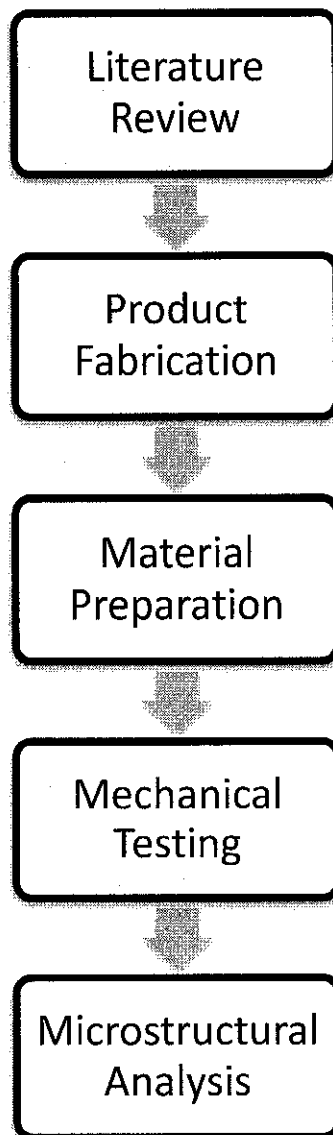 Literature
Review
Product
Fabrication
Material
Preparation
Mechanical
Testing
Microstructural
Analysis